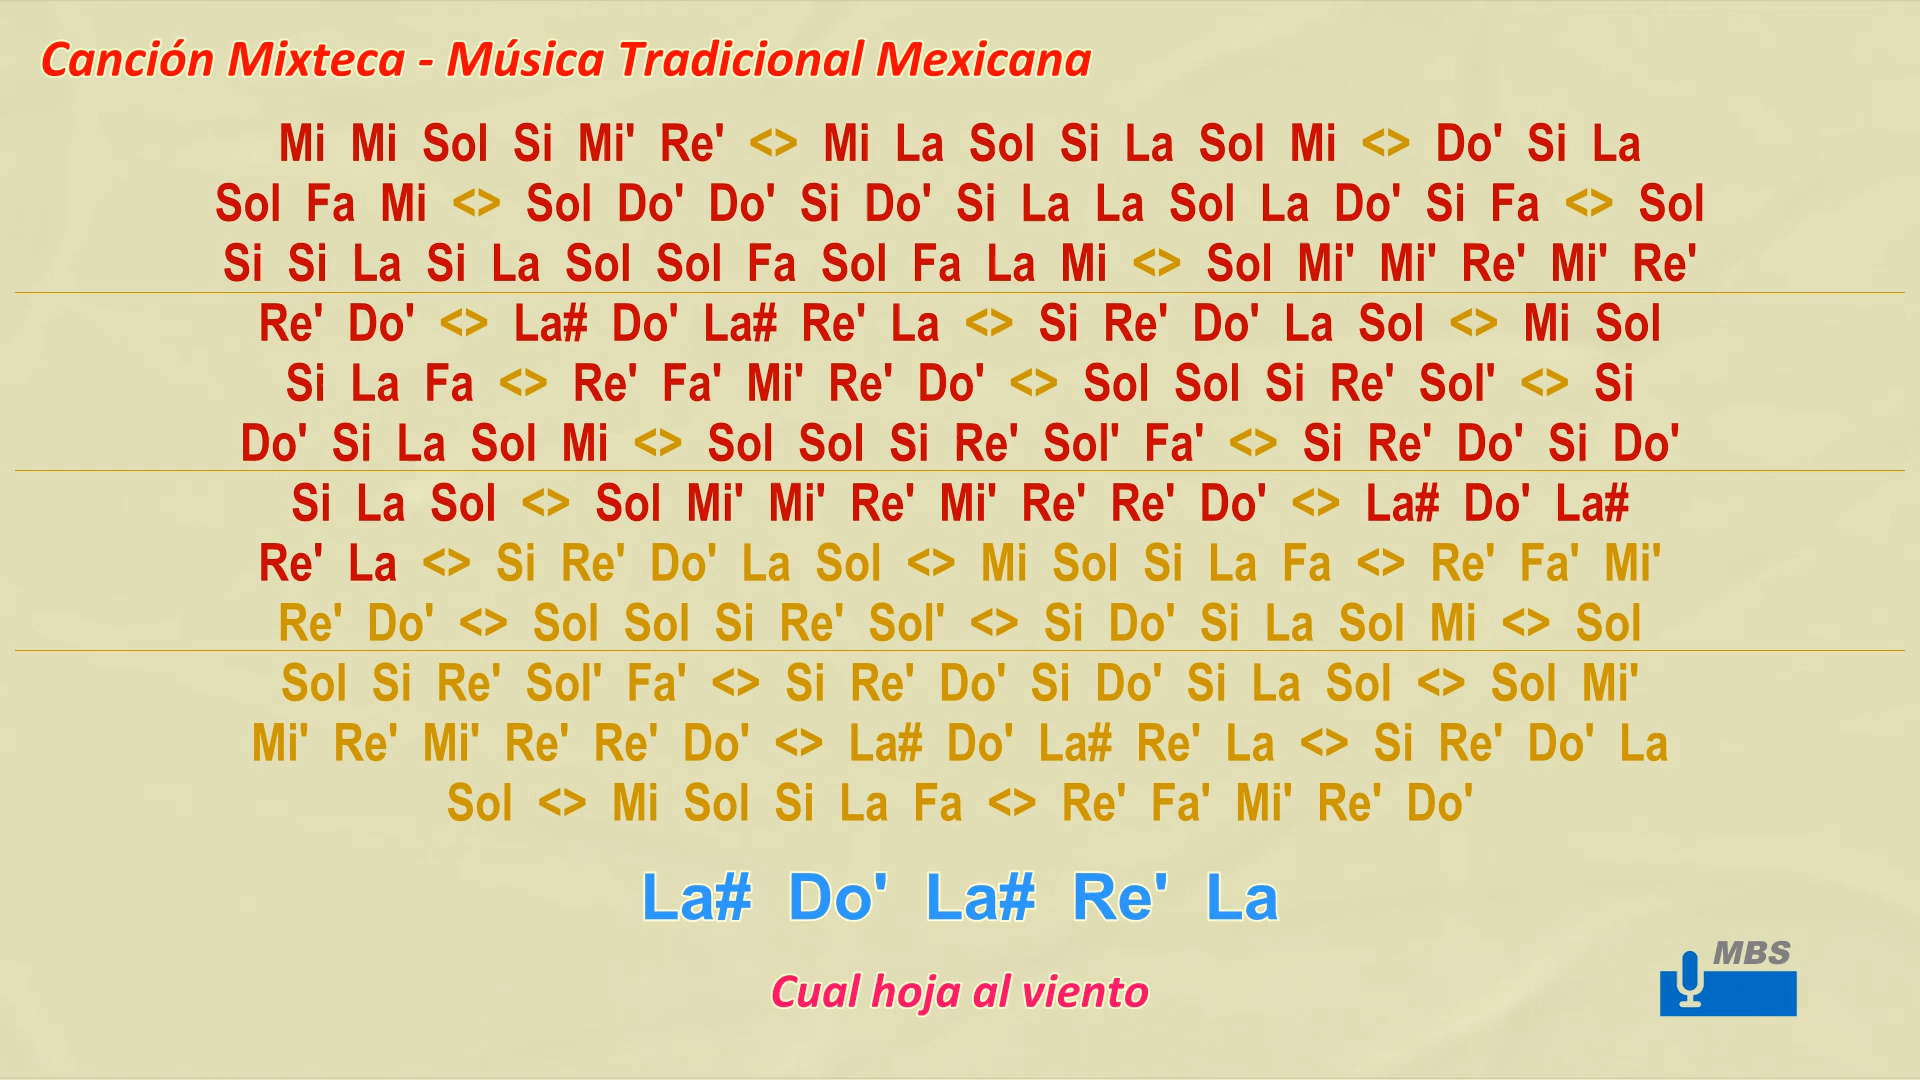 Canción Mixteca - Música Tradicional Mexicana
Mi Mi Sol Si Mi' Re' <> Mi La Sol Si La Sol Mi <> Do' Si La
Sol Fa Mi <> Sol Do' Do' Si Do' Si La La Sol La Do' Si Fa <> Sol
Si Si La Si La Sol Sol Fa Sol Fa La Mi <> Sol Mi' Mi' Re' Mi' Re'
Re' Do' <> La# Do' La# Re' La <> Si Re' Do' La Sol <> Mi Sol
Si La Fa <> Re' Fa' Mi' Re' Do' <> Sol Sol Si Re' Sol' <> Si
Do' Si La Sol Mi <> Sol Sol Si Re' Sol' Fa' <> Si Re' Do' Si Do'
Si La Sol <> Sol Mi' Mi' Re' Mi' Re' Re' Do' <> La# Do' La#
Re' La <> Si Re' Do' La Sol <> Mi Sol Si La Fa <> Re' Fa' Mi'
Re' Do' <> Sol Sol Si Re' Sol' <> Si Do' Si La Sol Mi <> Sol
Sol Si Re' Sol' Fa' <> Si Re' Do' Si Do' Si La Sol <> Sol Mi'
Mi' Re' Mi' Re' Re' Do' <> La# Do' La# Re' La <> Si Re' Do' La
Sol <> Mi Sol Si La Fa <> Re' Fa' Mi' Re' Do'
La# Do' La# Re' La
MBS
Cual hoja al viento